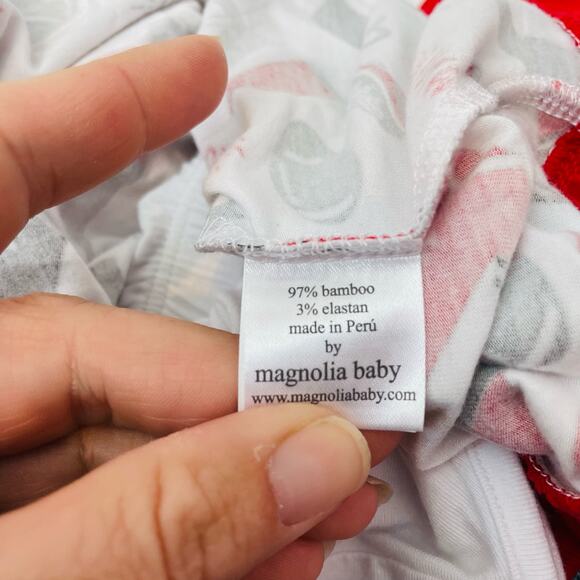 97% bamboo
3% elastan
made in Perú
by
magnolia baby
www.magnoliababy.com